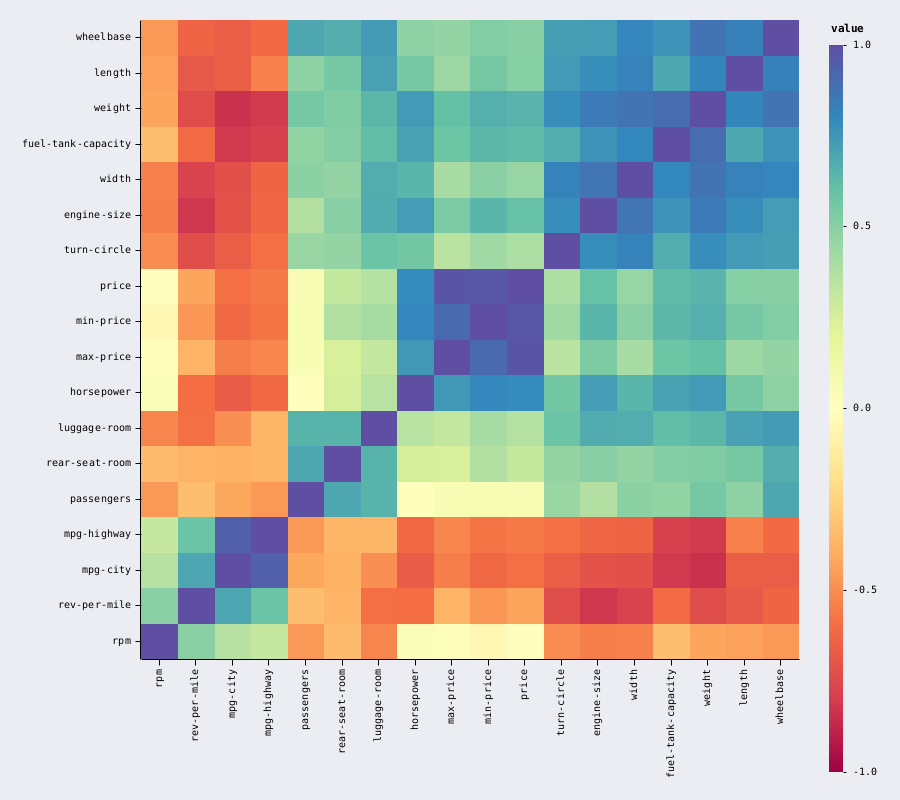 value
wheelbase
length
weight
fuel-tank-capacity
width
engine-size
turn-circle
price
min-price
max-price
horsepower
luggage-room
rear-seat-room
passengers
mpg-highway
mpg-city
rev-per-mile
rpm
1.0
0.5
0.0
-0.5
-1.0
rpm
rev-per-mile
mpg-city
mpg-highway
passengers
rear-seat-room
luggage-room
horsepower
max-price
min-price
price
turn-circle
engine-size
width
fuel-tank-capacity
weight
length
wheelbase